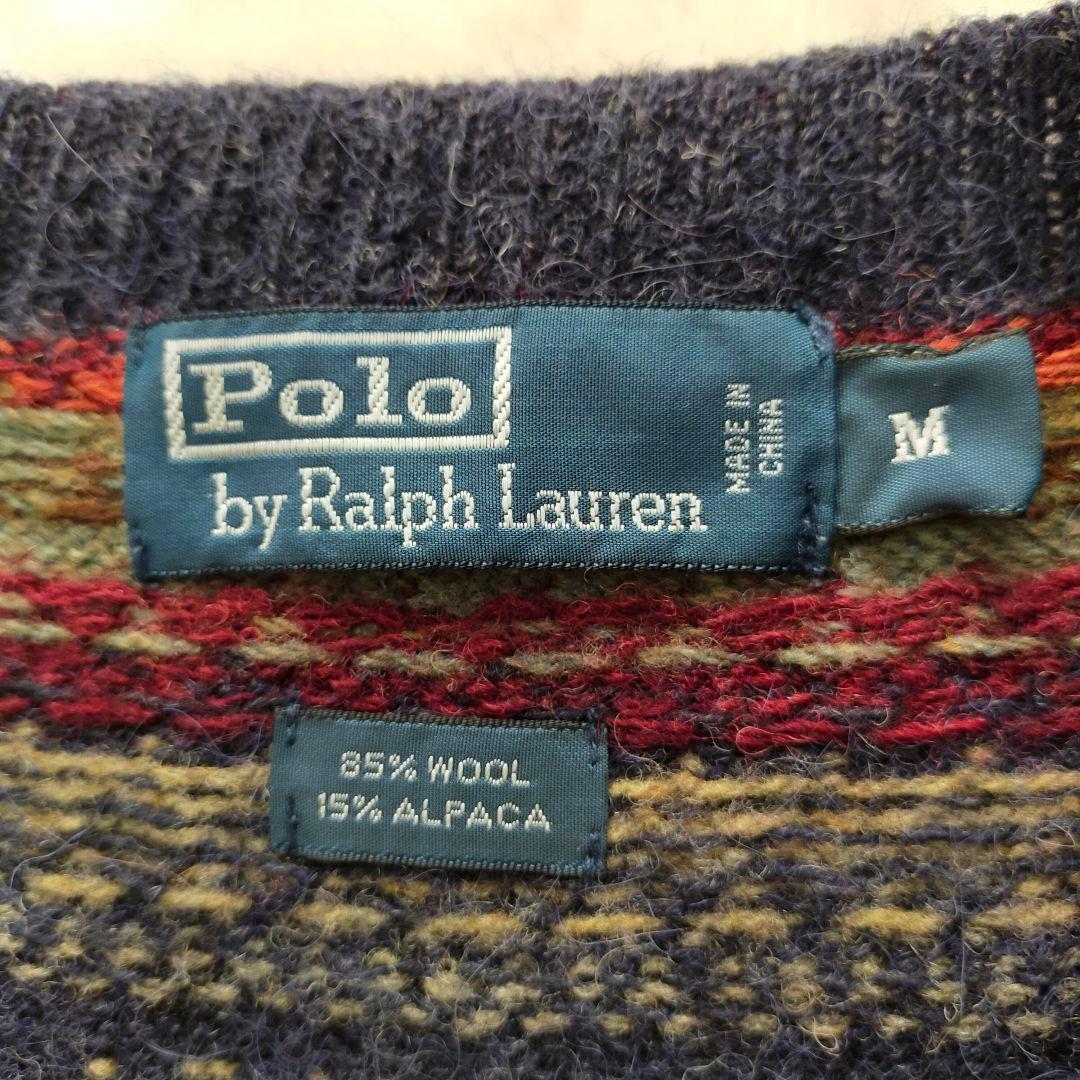 Polo
by Ralph Lauren
MADE IN
CHINA
M
85% WOOL
15% ALPACA